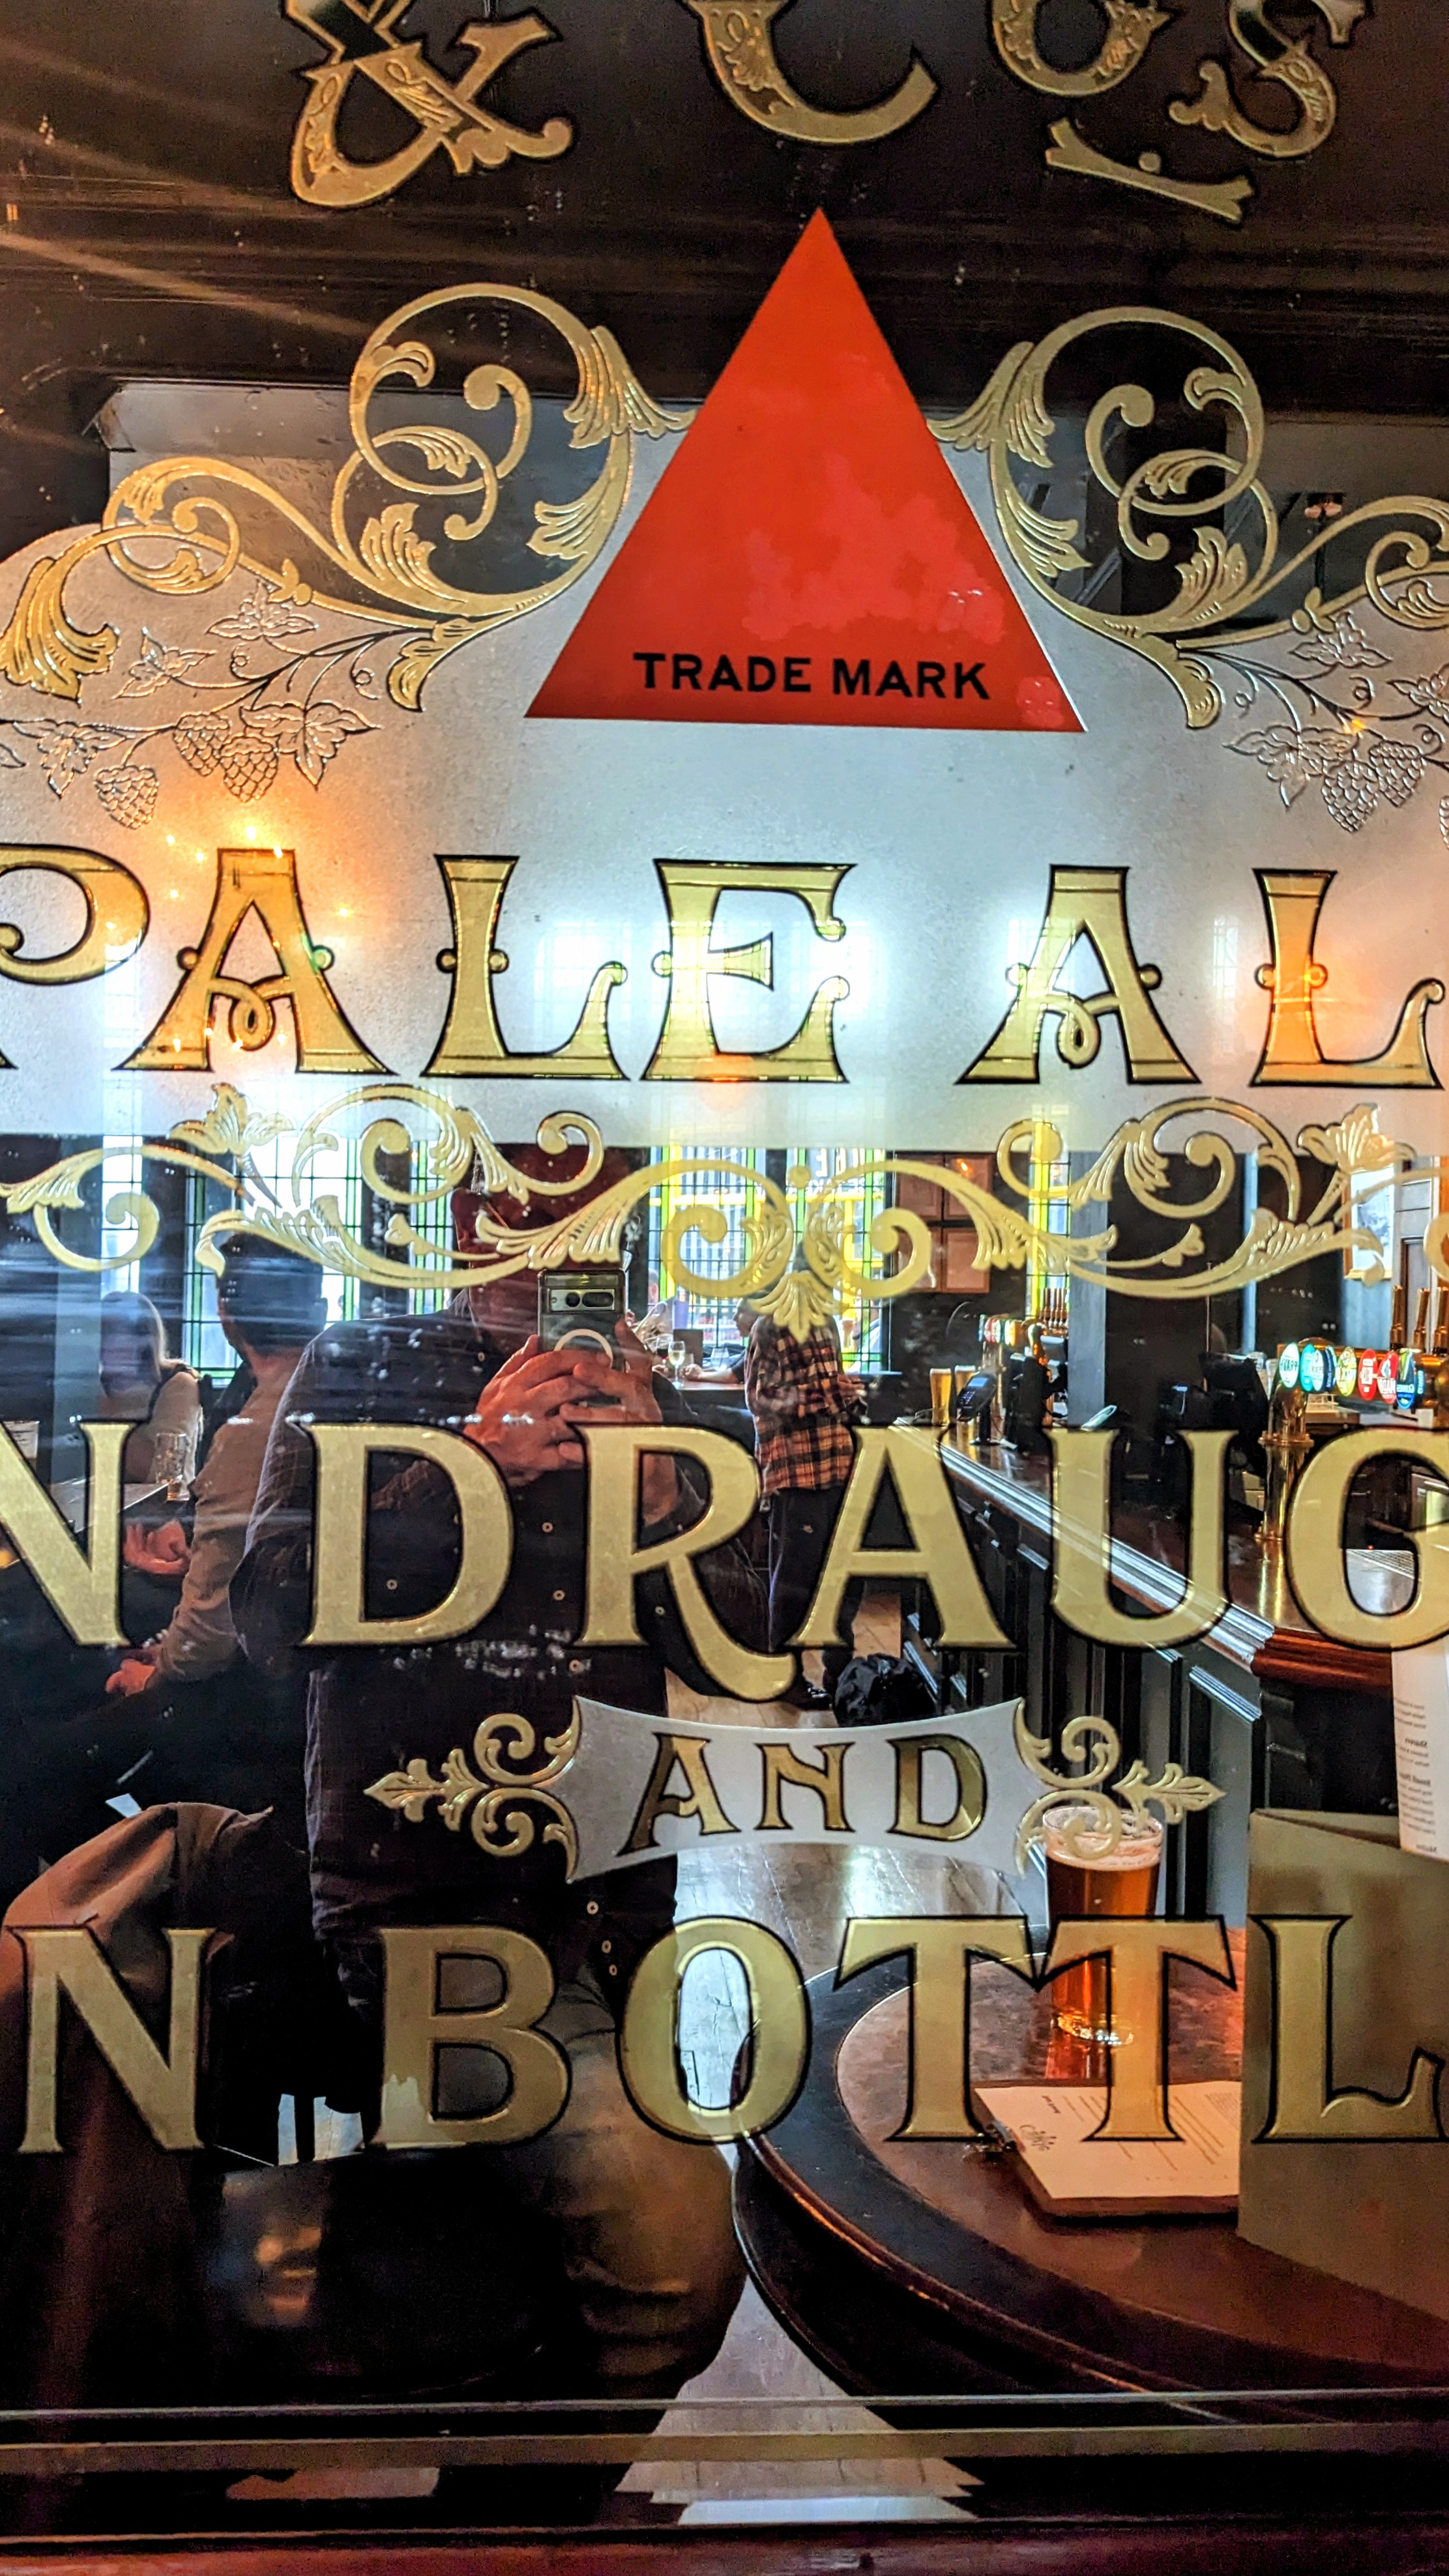 & Co's
TRADE MARK
PALE AL
N DRAUG
AND
N BOTTL